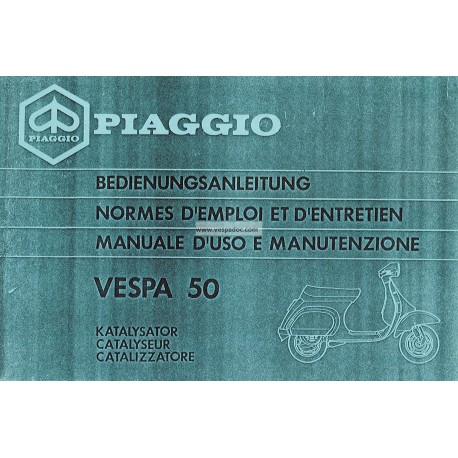 PIAGGIO
PIAGGIO
BEDIENUNGSANLEITUNG
NORMES D'EMPLOI ET D'ENTRETIEN
www.vespadoc.com
MANUALE D'USO E MANUTENZIONE
VESPA 50
KATALYSATOR
CATALYSEUR
CATALIZZATORE